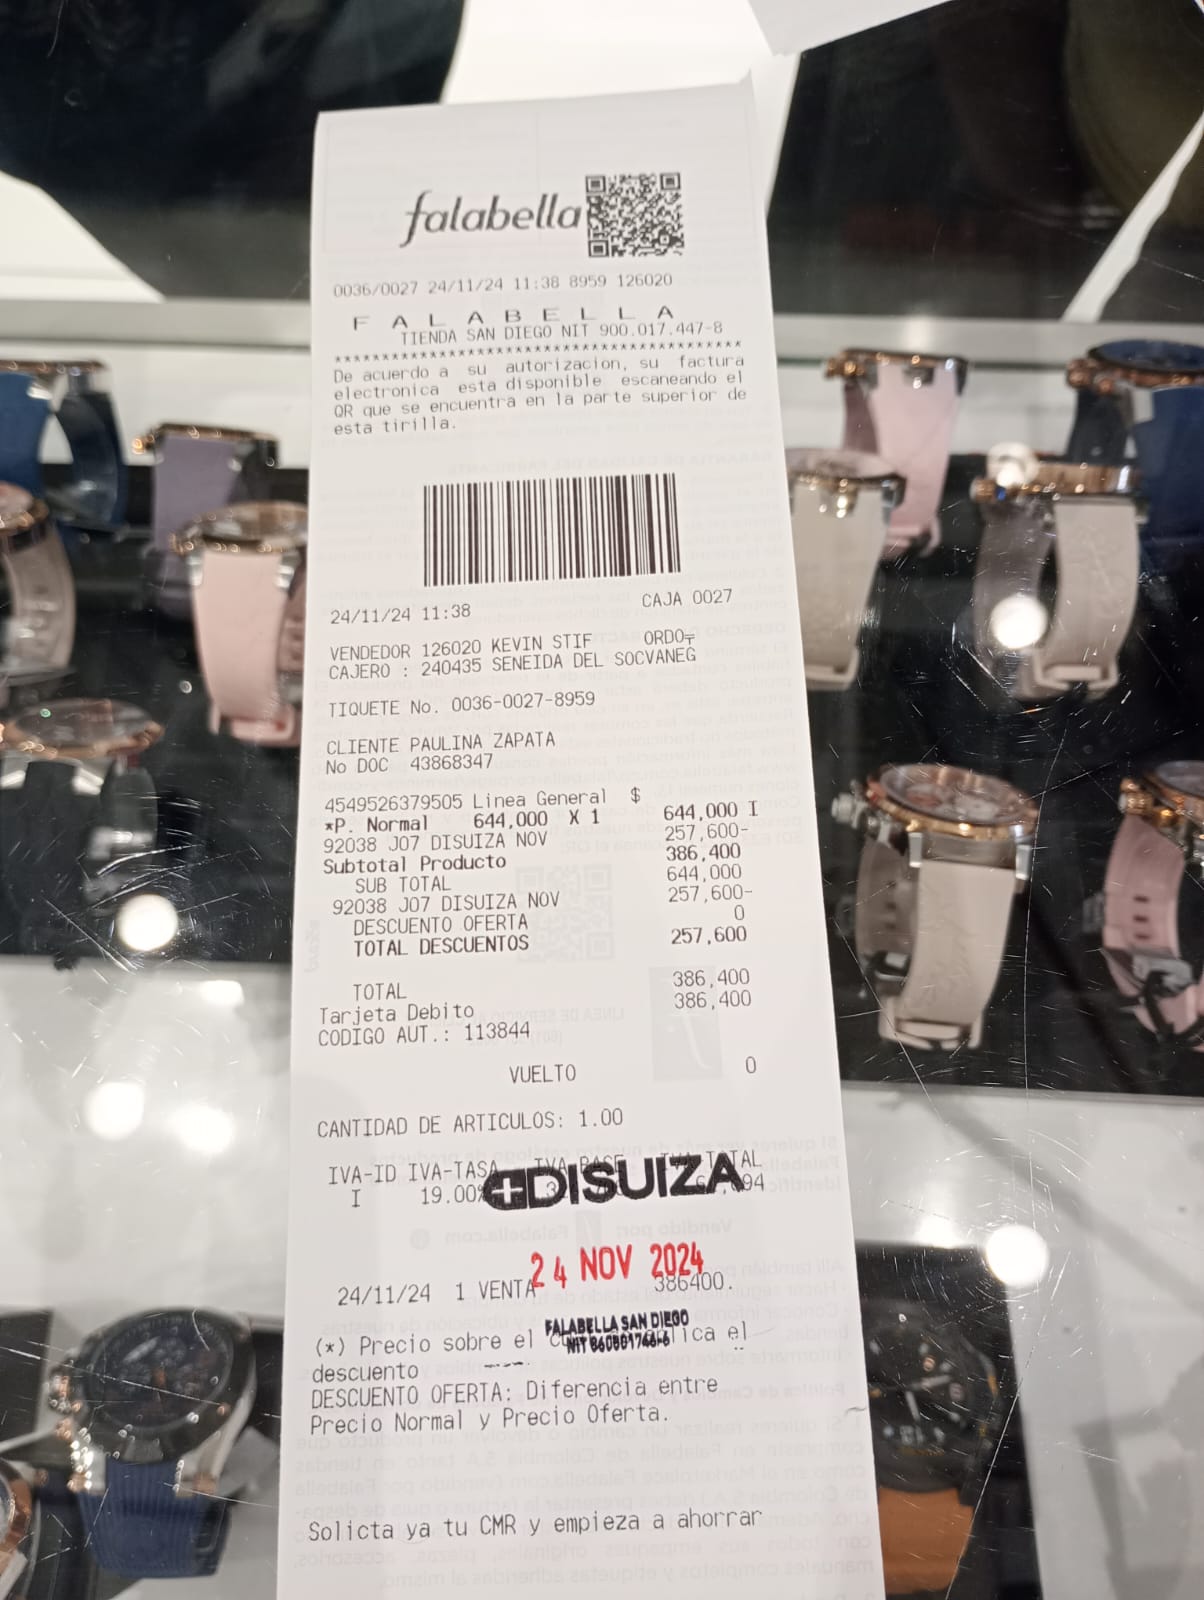 falabella
0036/0027 24/11/24 11:38 8959 126020
F A L A B E L L A
TIENDA SAN DIEGO NIT 900.017.447-8
******************************************
De acuerdo a su autorizacion, su factura
electronica esta disponible escaneando el
QR que se encuentra en la parte superior de
esta tirilla.
24/11/24 11:38 CAJA 0027
VENDEDOR 126020 KEVIN STIF ORDO
CAJERO : 240435 SENEIDA DEL SOCVANEG
TIQUETE No. 0036-0027-8959
CLIENTE PAULINA ZAPATA
No DOC 43868347
4549526379505 Linea General $
*P. Normal 644,000 X 1 644,000 I
92038 J07 DISUIZA NOV 257,600-
Subtotal Producto 386,400
SUB TOTAL 644,000
92038 J07 DISUIZA NOV 257,600-
DESCUENTO OFERTA 0
TOTAL DESCUENTOS 257,600
TOTAL 386,400
Tarjeta Debito 386,400
CODIGO AUT.: 113844
VUELTO 0
CANTIDAD DE ARTICULOS: 1.00
IVA-ID IVA-TASA IVA BASE IVA TOTAL
I 19.00%
DISUIZA
24 NOV 2024
24/11/24 1 VENTA 386400.
FALABELLA SAN DIEGO
(*) Precio sobre el lica el
descuento
DESCUENTO OFERTA: Diferencia entre
Precio Normal y Precio Oferta.
Solicta ya tu CMR y empieza a ahorrar